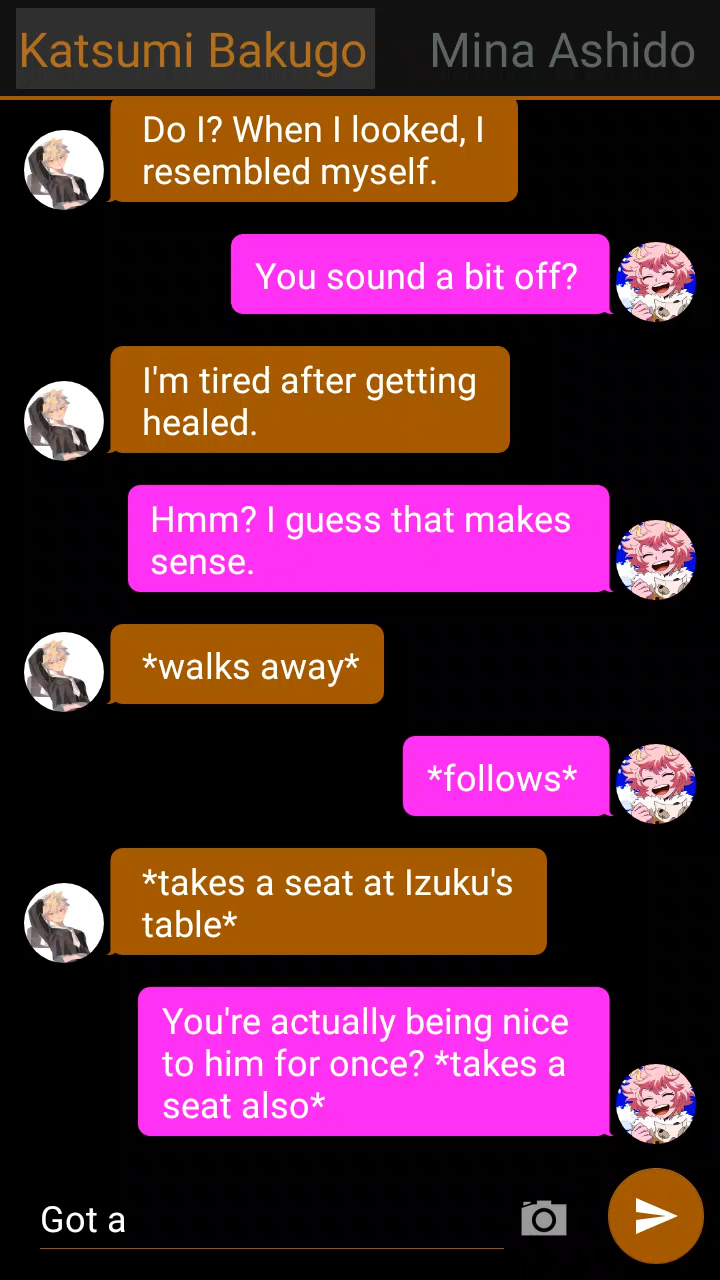 Katsumi Bakugo Mina Ashido
Do I? When I looked, I
resembled myself.
You sound a bit off?
I'm tired after getting
healed.
Hmm? I guess that makes
sense.
*walks away*
*follows*
*takes a seat at Izuku's
table*
You're actually being nice
to him for once? *takes a
seat also*
Got a